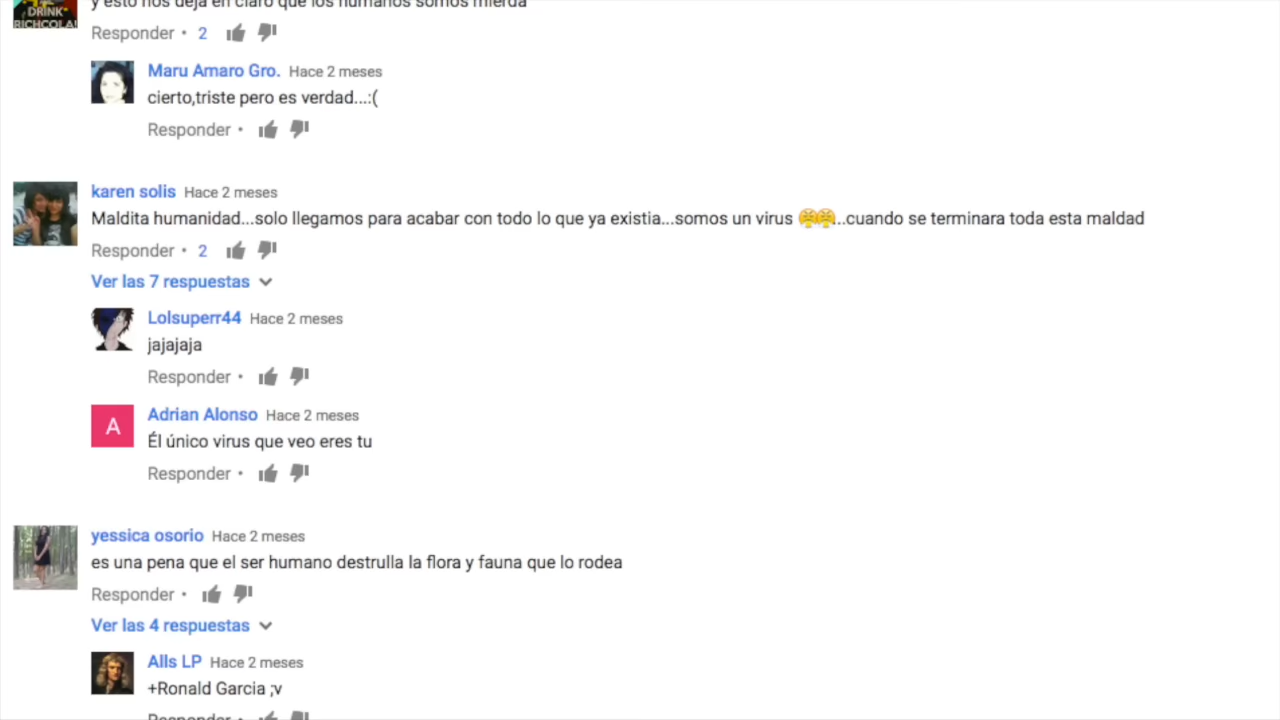 DRINK
RICHCOLA!
y esto nos deja en claro que los humanos somos mierda
Responder • 2
Maru Amaro Gro. Hace 2 meses
cierto,triste pero es verdad...:(
Responder •
karen solis Hace 2 meses
Maldita humanidad...solo llegamos para acabar con todo lo que ya existia...somos un virus 😤😤...cuando se terminara toda esta maldad
Responder • 2
Ver las 7 respuestas
Lolsuperr44 Hace 2 meses
jajajaja
Responder •
A
Adrian Alonso Hace 2 meses
Él único virus que veo eres tu
Responder •
yessica osorio Hace 2 meses
es una pena que el ser humano destrulla la flora y fauna que lo rodea
Responder •
Ver las 4 respuestas
Alls LP Hace 2 meses
+Ronald Garcia ;v
Responder